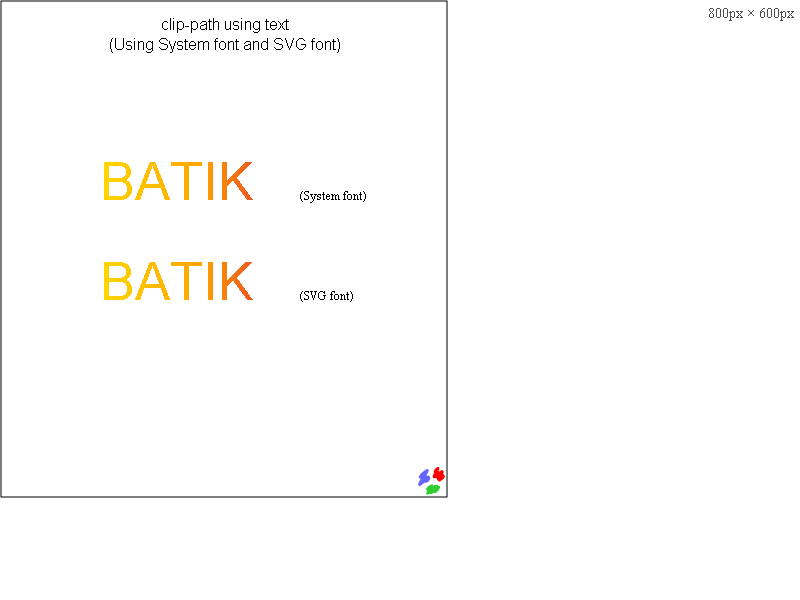 clip-path using text
(Using System font and SVG font)
800px × 600px
BATIK (System font)
BATIK (SVG font)